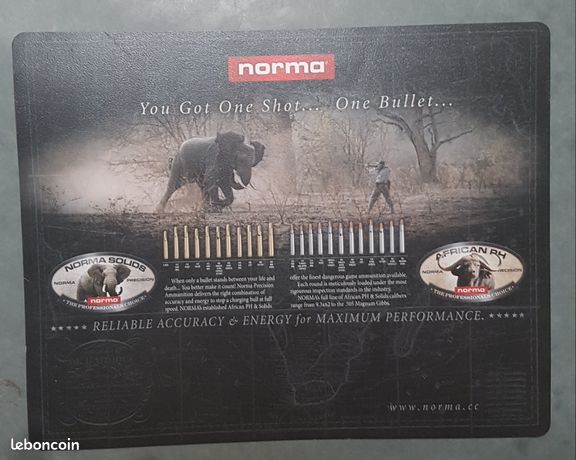 norma
You Got One Shot... One Bullet...
NORMA SOLIDS
NORMA PRECISION
norma
• THE PROFESSIONALS CHOICE •
When only a bullet stands between your life and
death... You better make it count! Norma Precision
Ammunition delivers the right combination of
accuracy and energy to stop a charging bull at full
speed. NORMA's established African PH & Solids
offer the finest dangerous game ammunition available.
Each round is meticulously loaded under the most
rigourous inspection standards in the industry.
NORMA's full line of African PH & Solids calibers
range from 9.3x62 to the .505 Magnum Gibbs.
AFRICAN PH
NORMA PRECISION
norma
• THE PROFESSIONALS CHOICE •
RELIABLE ACCURACY & ENERGY for MAXIMUM PERFORMANCE.
www.norma.cc
leboncoin